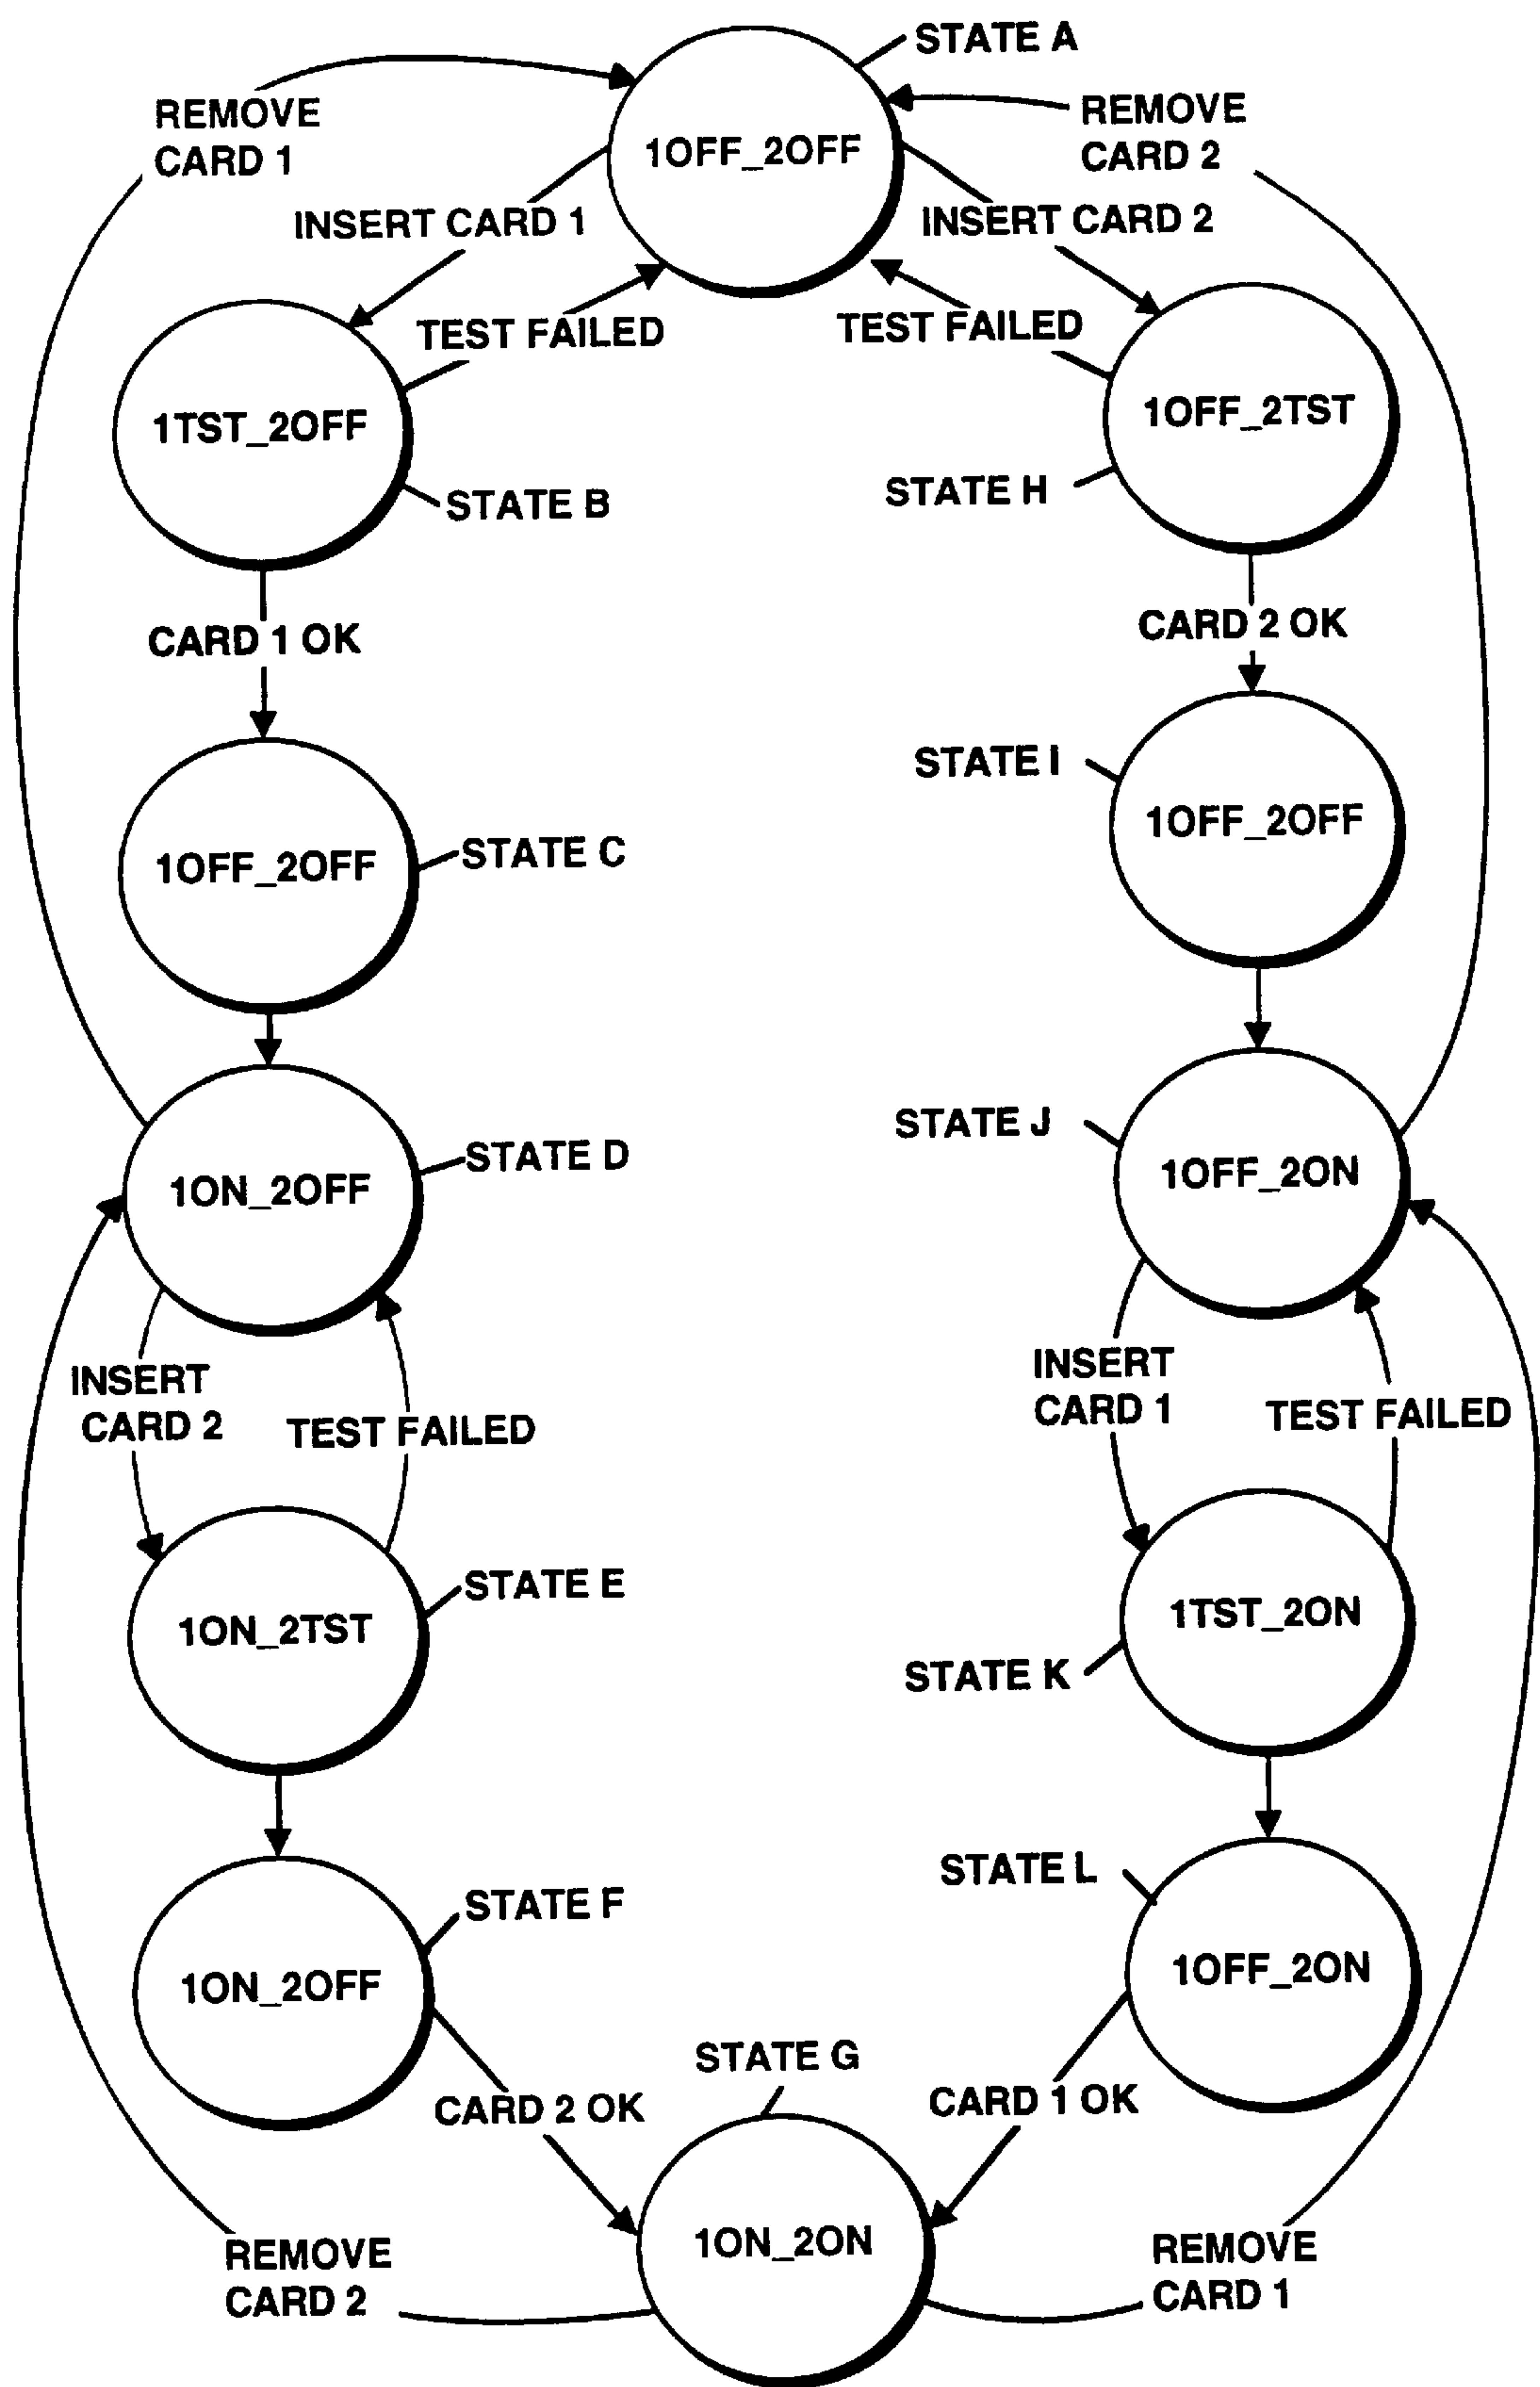 STATE A
REMOVE
CARD 1
1OFF_2OFF
REMOVE
CARD 2
INSERT CARD 1
INSERT CARD 2
TEST FAILED
TEST FAILED
1TST_2OFF
1OFF_2TST
STATE B
STATE H
CARD 1 OK
CARD 2 OK
STATE I
1OFF_2OFF
1OFF_2OFF
STATE C
STATE J
STATE D
1ON_2OFF
1OFF_2ON
INSERT
CARD 2
TEST FAILED
INSERT
CARD 1
TEST FAILED
STATE E
1ON_2TST
1TST_2ON
STATE K
STATE L
STATE F
1ON_2OFF
1OFF_2ON
STATE G
CARD 2 OK
CARD 1 OK
1ON_2ON
REMOVE
CARD 2
REMOVE
CARD 1